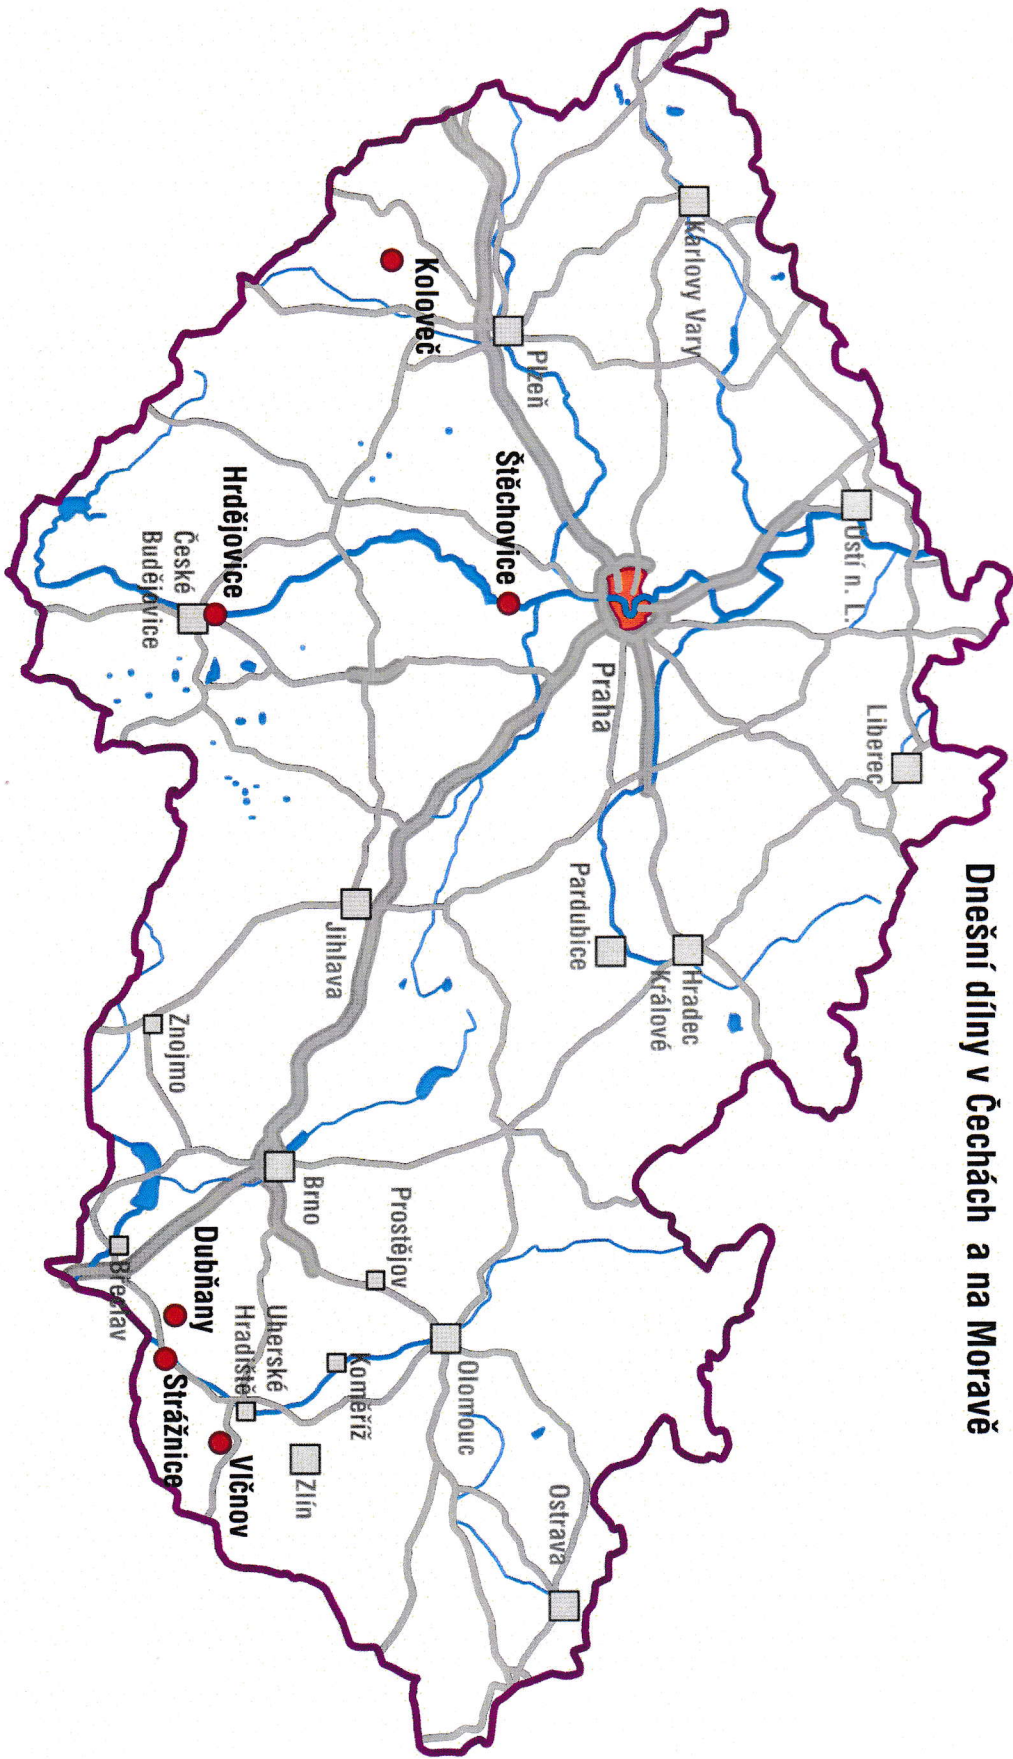 Dnešní dílny v Čechách a na Moravě
Karlovy Vary
Ústí n. L.
Liberec
Koloveč
Plzeň
Štěchovice
Praha
Hrdějovice
České
Budějovice
Pardubice
Hradec
Králové
Jihlava
Znojmo
Brno
Prostějov
Olomouc
Ostrava
Koměříž
Uherské
Hradiště
Zlín
Břeclav
Dubňany
Strážnice
Vlčnov